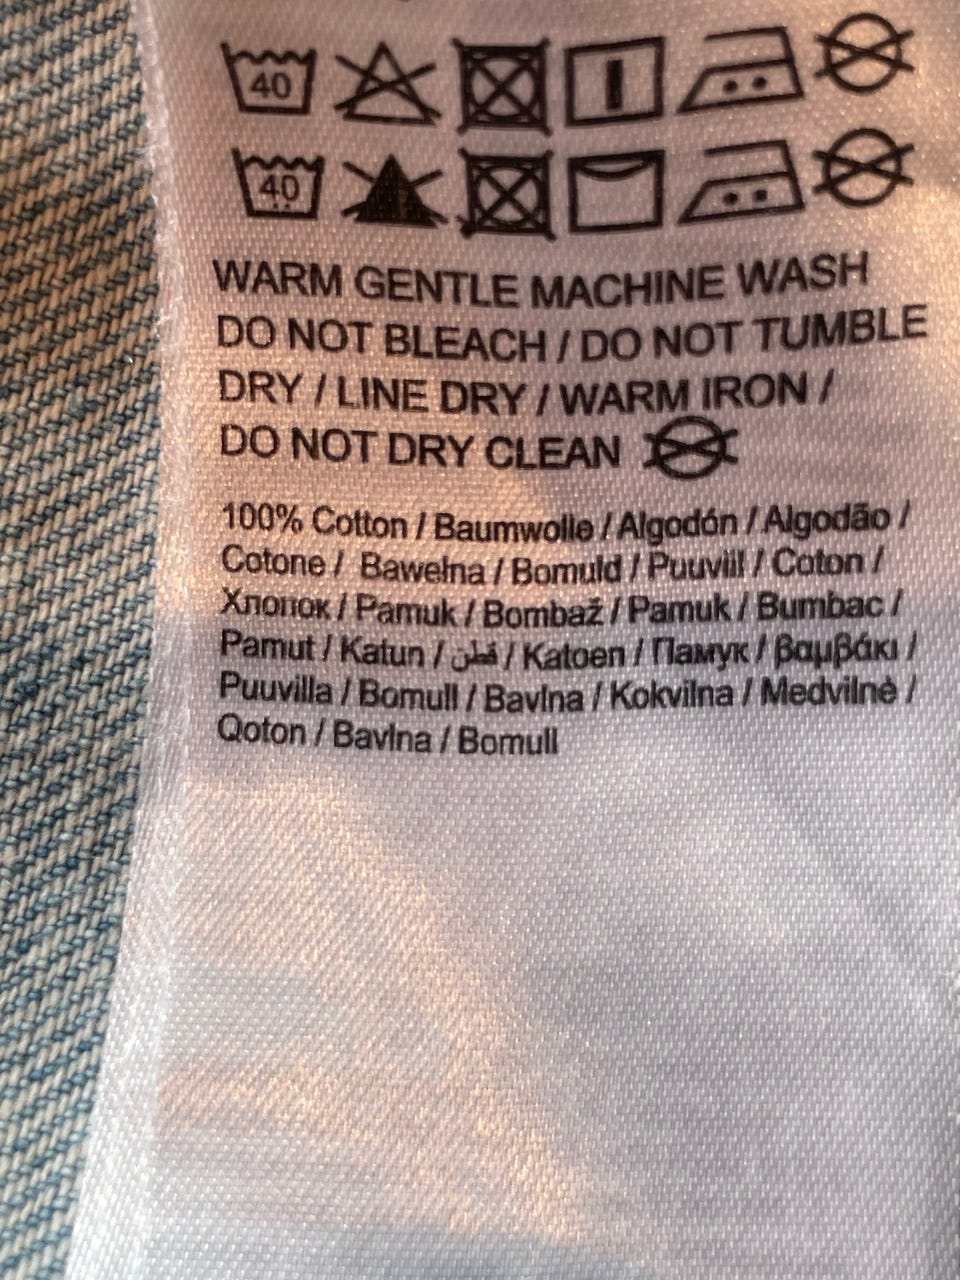 40
40
WARM GENTLE MACHINE WASH
DO NOT BLEACH / DO NOT TUMBLE
DRY / LINE DRY / WARM IRON /
DO NOT DRY CLEAN
100% Cotton / Baumwolle / Algodón / Algodão /
Cotone / Bawełna / Bomuld / Puuvill / Coton /
Хлопок / Pamuk / Bombaž / Pamuk / Bumbac /
Pamut / Katun / قطن / Katoen / Памук / βαμβάκι /
Puuvilla / Bomull / Bavlna / Kokvilna / Medvilnė /
Qoton / Bavlna / Bomull